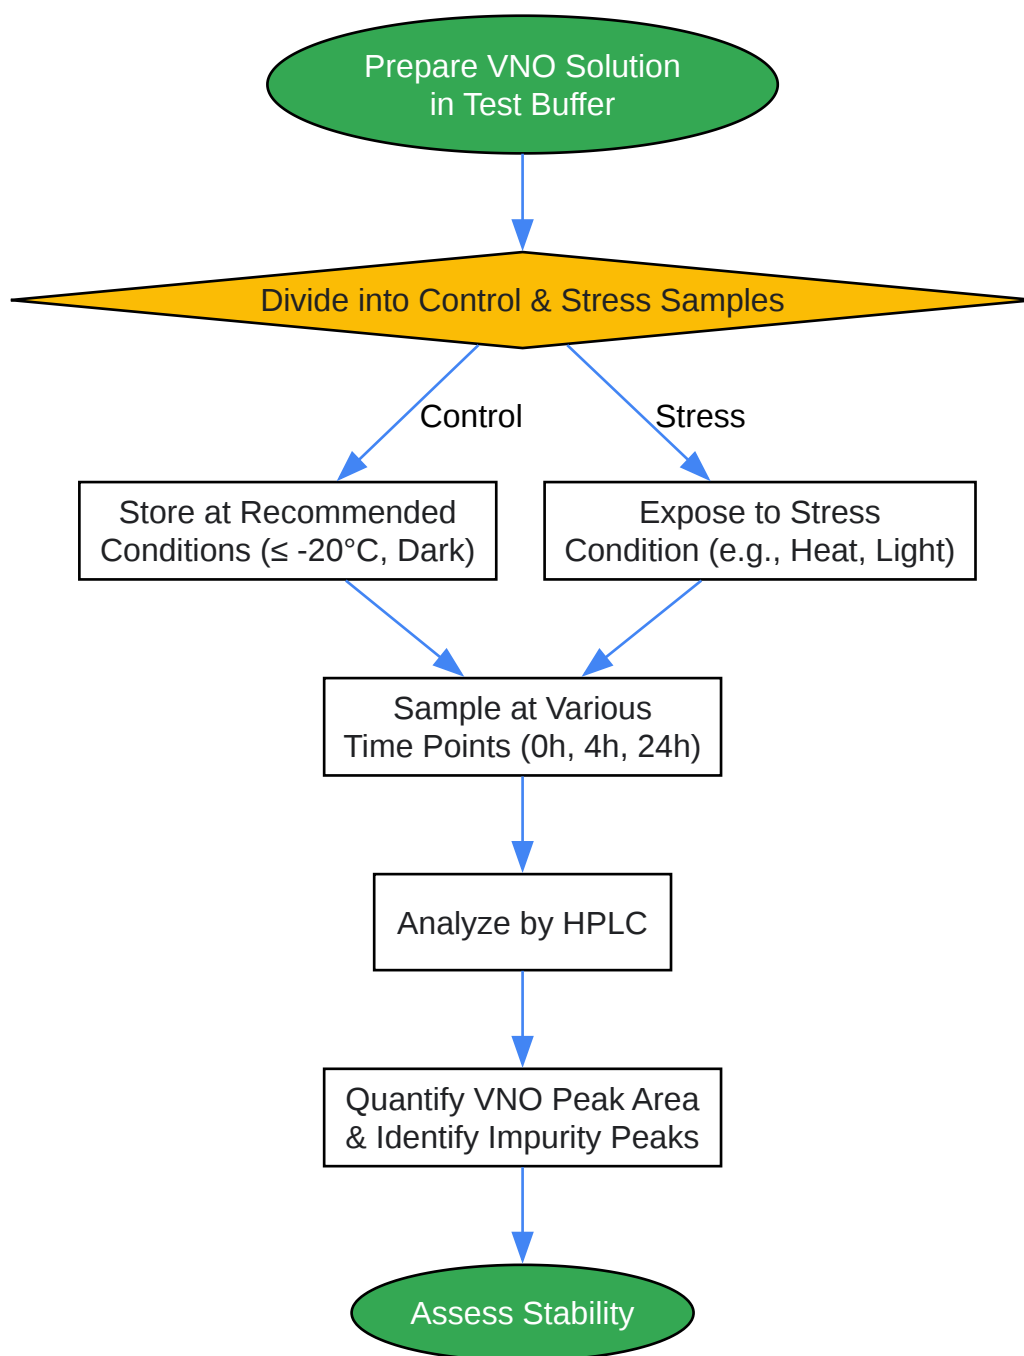 Prepare VNO Solution
in Test Buffer
Divide into Control & Stress Samples
Control
Stress
Store at Recommended
Conditions (≤ -20°C, Dark)
Expose to Stress
Condition (e.g., Heat, Light)
Sample at Various
Time Points (0h, 4h, 24h)
Analyze by HPLC
Quantify VNO Peak Area
& Identify Impurity Peaks
Assess Stability